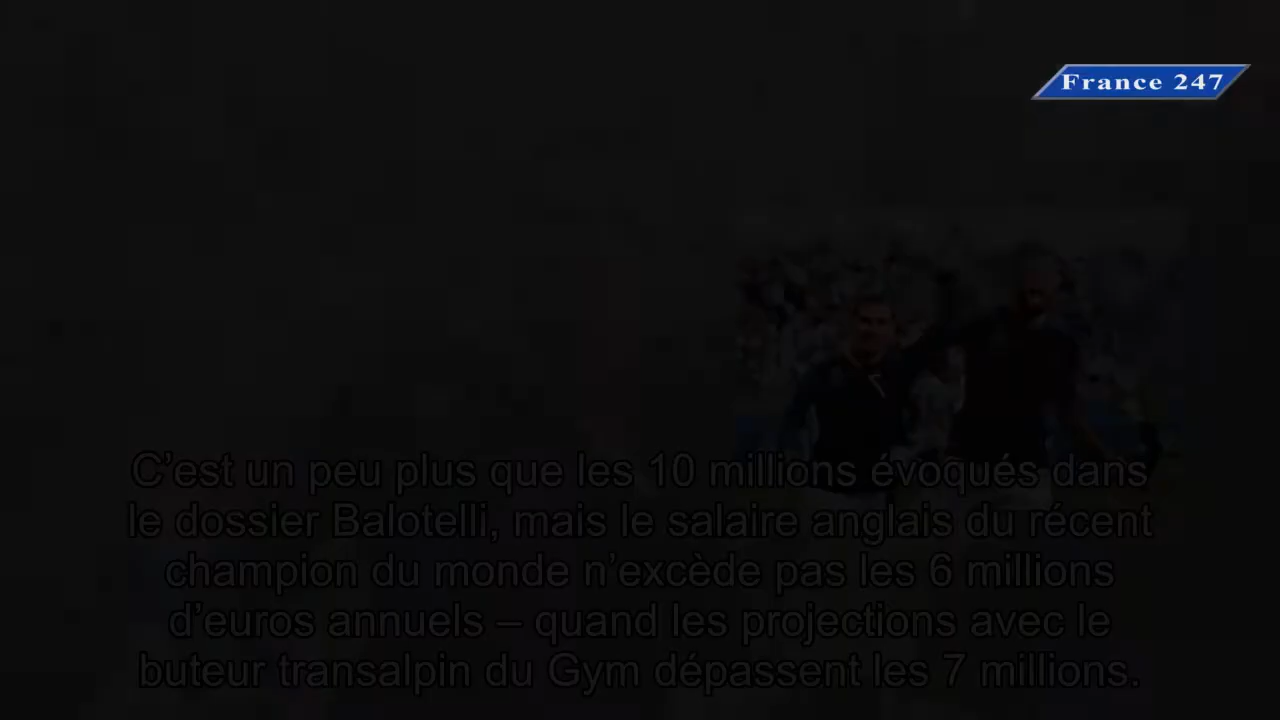 France 247
C’est un peu plus que les 10 millions évoqués dans
le dossier Balotelli, mais le salaire anglais du récent
champion du monde n’excède pas les 6 millions
d’euros annuels – quand les projections avec le
buteur transalpin du Gym dépassent les 7 millions.